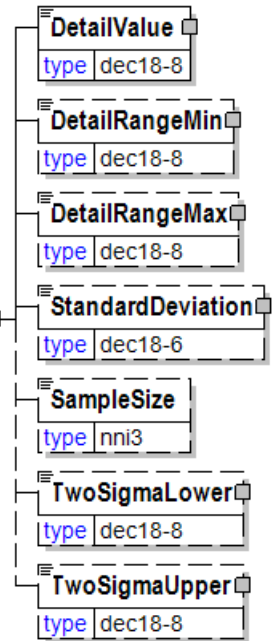 DetailValue
type dec18-8
DetailRangeMin
type dec18-8
DetailRangeMax
type dec18-8
StandardDeviation
type dec18-6
SampleSize
type nni3
TwoSigmaLower
type dec18-8
TwoSigmaUpper
type dec18-8